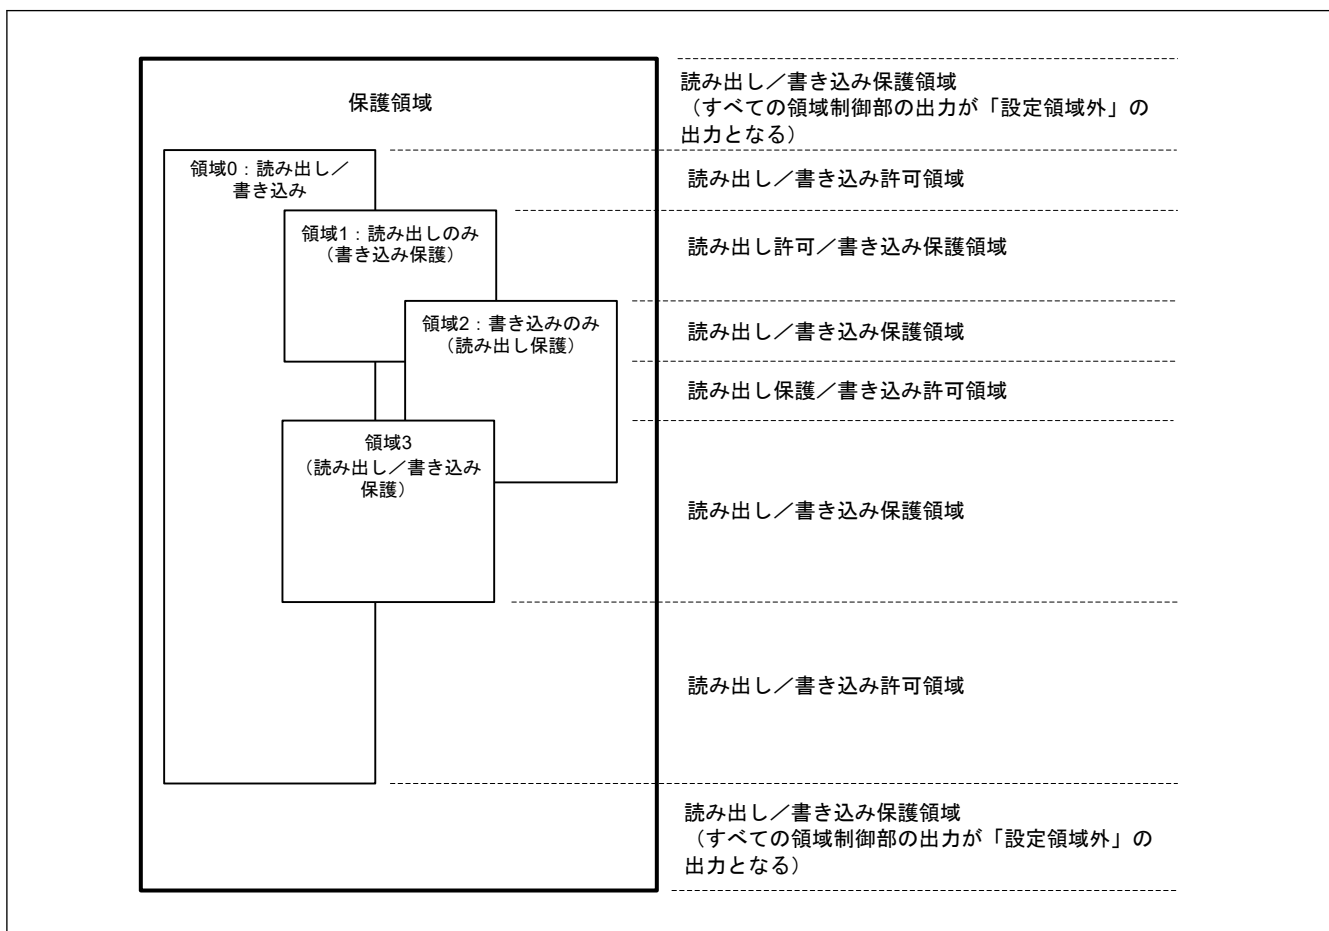 保護領域
読み出し／書き込み保護領域
（すべての領域制御部の出力が「設定領域外」の
出力となる）
領域0：読み出し／
書き込み
読み出し／書き込み許可領域
領域1：読み出しのみ
（書き込み保護）
読み出し許可／書き込み保護領域
領域2：書き込みのみ
（読み出し保護）
読み出し／書き込み保護領域
読み出し保護／書き込み許可領域
領域3
（読み出し／書き込み
保護）
読み出し／書き込み保護領域
読み出し／書き込み許可領域
読み出し／書き込み保護領域
（すべての領域制御部の出力が「設定領域外」の
出力となる）